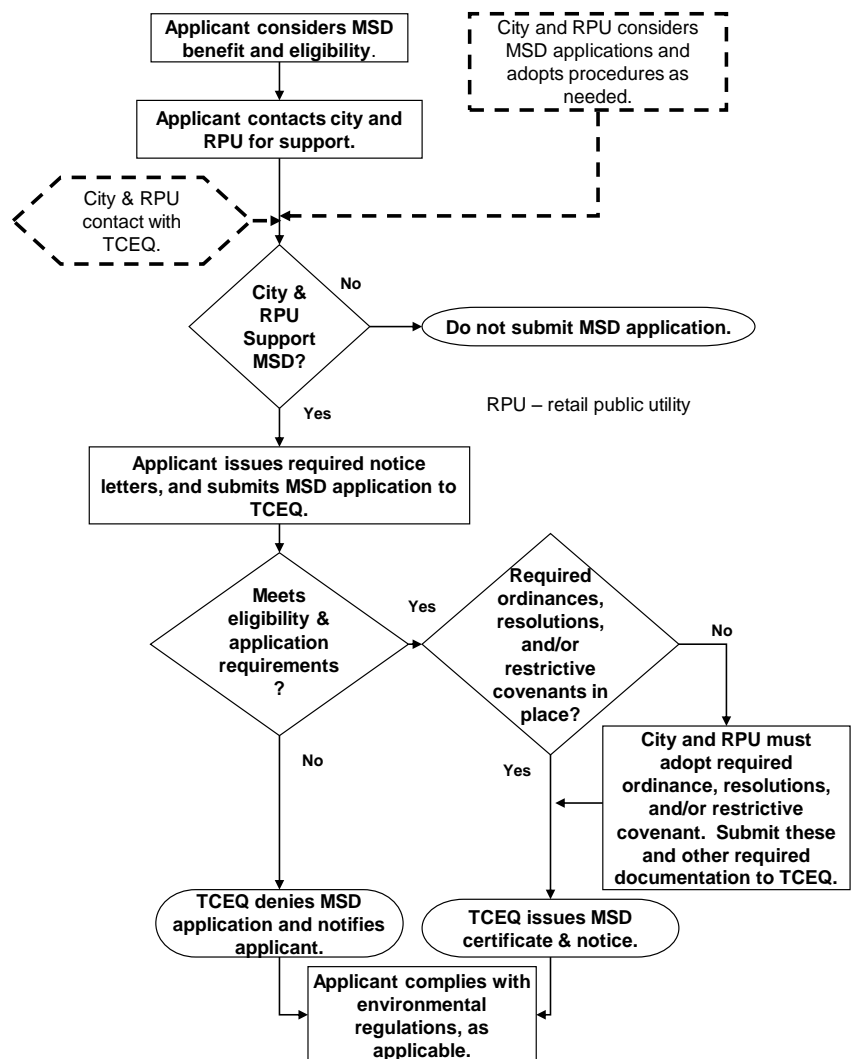 Applicant considers MSD
benefit and eligibility.
City and RPU considers
MSD applications and
adopts procedures as
needed.
Applicant contacts city and
RPU for support.
City & RPU
contact with
TCEQ.
City &
RPU
Support
MSD?
No
Do not submit MSD application.
RPU – retail public utility
Yes
Applicant issues required notice
letters, and submits MSD application to
TCEQ.
Meets
eligibility &
application
requirements
?
Yes
Required
ordinances,
resolutions,
and/or
restrictive
covenants in
place?
No
No
Yes
City and RPU must
adopt required
ordinance, resolutions,
and/or restrictive
covenant. Submit these
and other required
documentation to TCEQ.
TCEQ denies MSD
application and notifies
applicant.
TCEQ issues MSD
certificate & notice.
Applicant complies with
environmental
regulations, as
applicable.